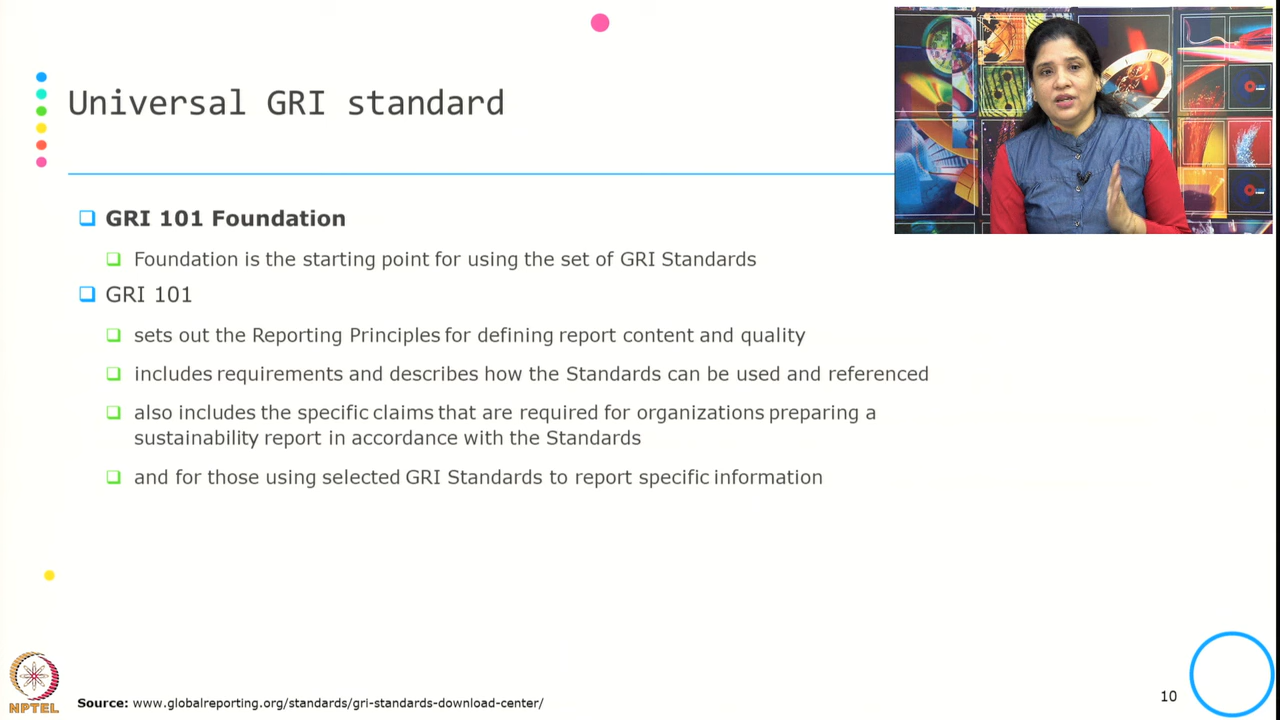 Universal GRI standard
GRI 101 Foundation
Foundation is the starting point for using the set of GRI Standards
GRI 101
sets out the Reporting Principles for defining report content and quality
includes requirements and describes how the Standards can be used and referenced
also includes the specific claims that are required for organizations preparing a
sustainability report in accordance with the Standards
and for those using selected GRI Standards to report specific information
NPTEL
Source: www.globalreporting.org/standards/gri-standards-download-center/
10